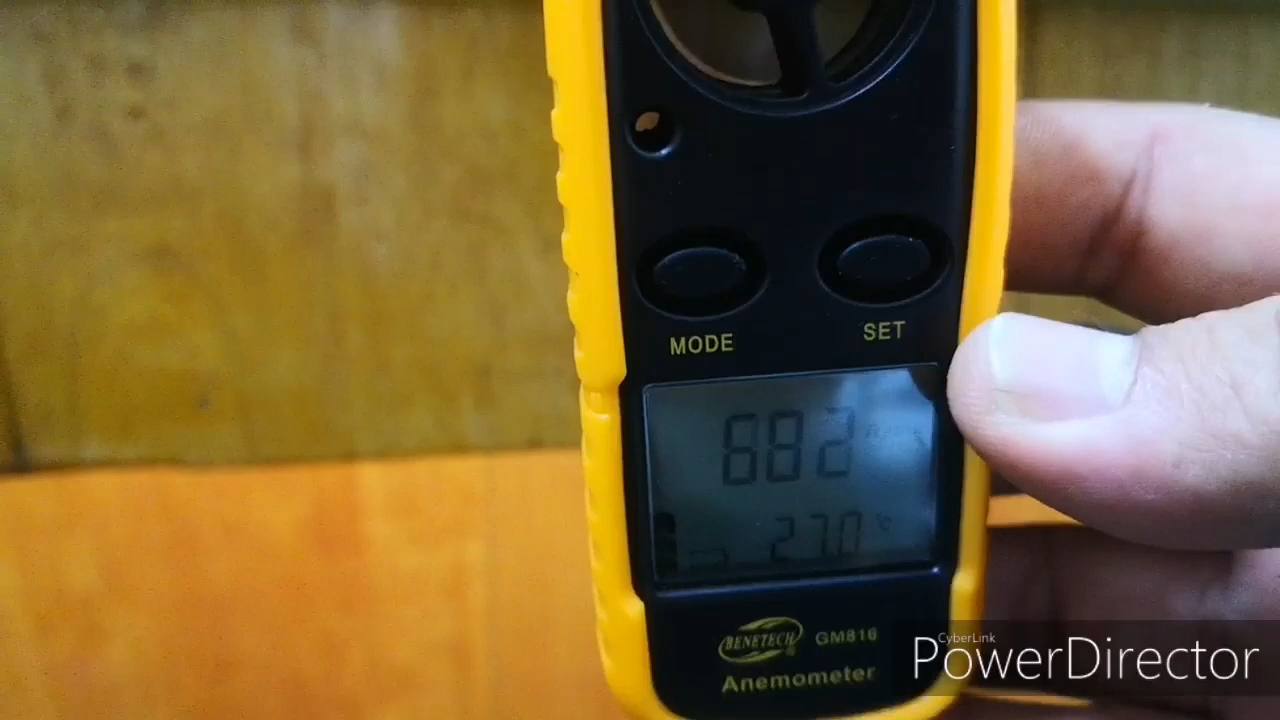 MODE
SET
882
27.0 °C
BENETECH ® GM816
Anemometer
CyberLink
PowerDirector